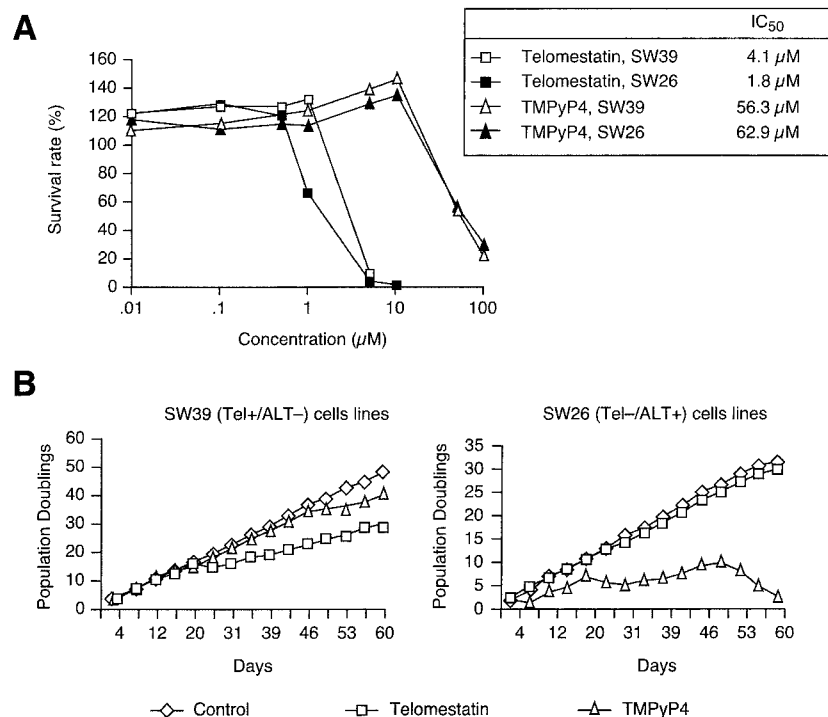 A
IC50
Telomestatin, SW39 4.1 µM
Telomestatin, SW26 1.8 µM
TMPyP4, SW39 56.3 µM
TMPyP4, SW26 62.9 µM
Survival rate (%)
160
140
120
100
80
60
40
20
0
.01 .1 1 10 100
Concentration (µM)
B
SW39 (Tel+/ALT–) cells lines
Population Doublings
60
50
40
30
20
10
0
4 12 20 26 31 39 46 53 60
Days
SW26 (Tel–/ALT+) cells lines
Population Doublings
35
30
25
20
15
10
5
0
4 12 20 26 31 39 46 53 60
Days
Control Telomestatin TMPyP4